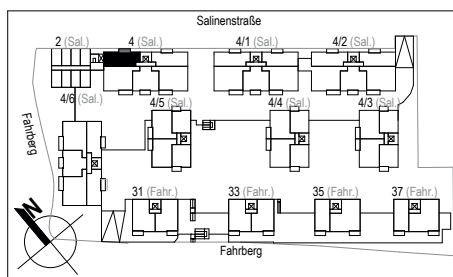 Salinenstraße
2 (Sal.) 4 (Sal.) 4/1 (Sal.) 4/2 (Sal.)
4/6 (Sal.)
4/5 (Sal.) 4/4 (Sal.) 4/3 (Sal.)
Fahrberg
31 (Fahr.) 33 (Fahr.) 35 (Fahr.) 37 (Fahr.)
N
Fahrberg